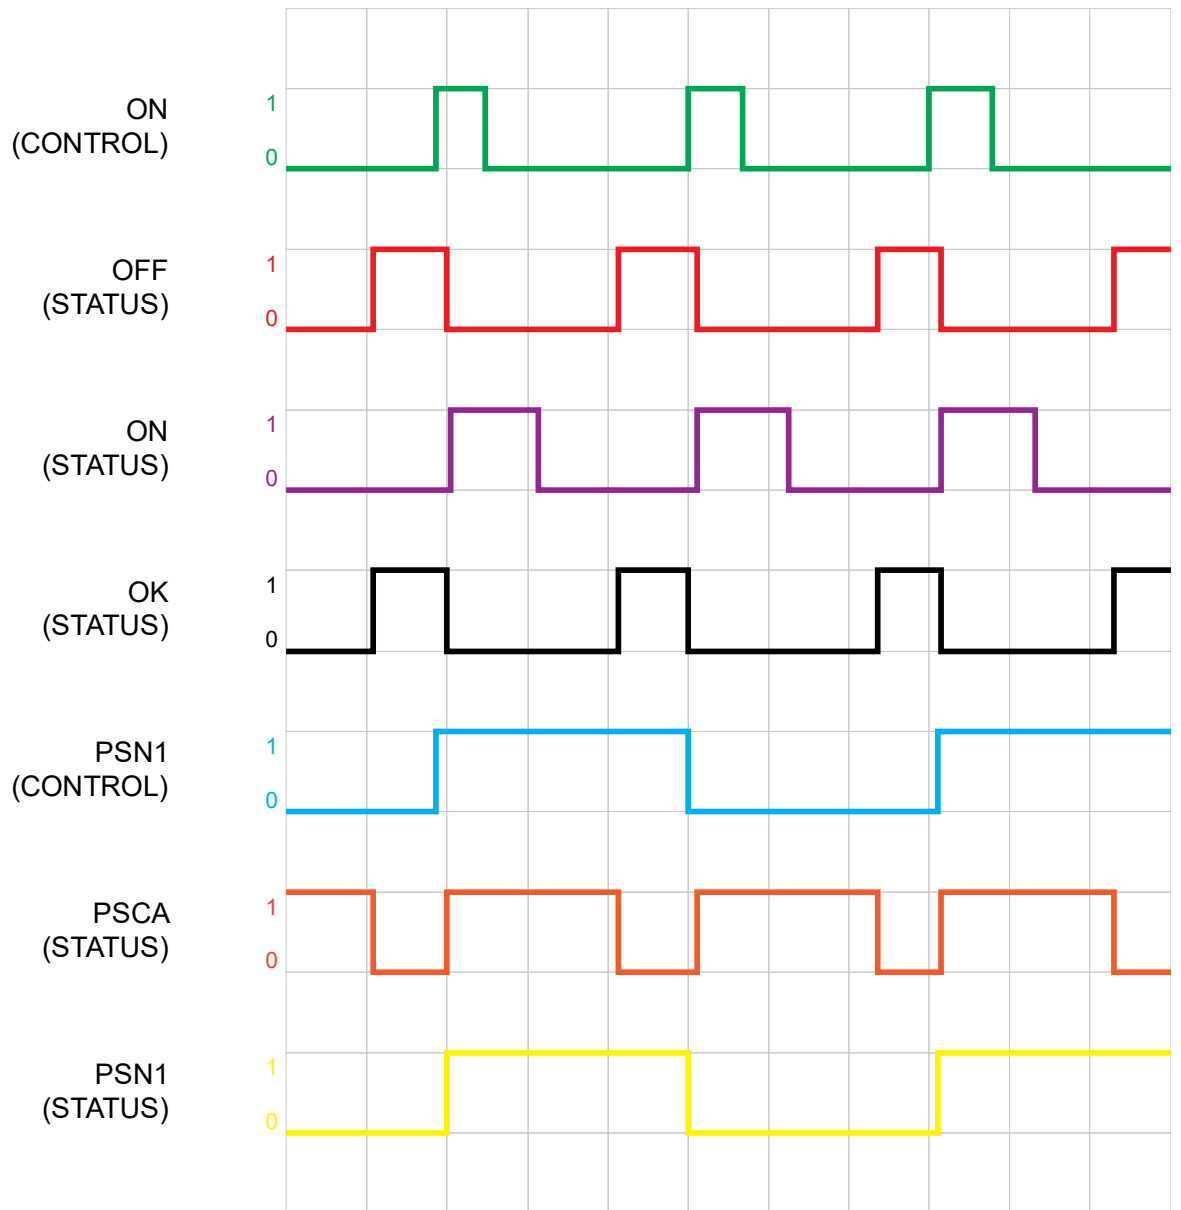 ON
(CONTROL)
1
0
OFF
(STATUS)
1
0
ON
(STATUS)
1
0
OK
(STATUS)
1
0
PSN1
(CONTROL)
1
0
PSCA
(STATUS)
1
0
PSN1
(STATUS)
1
0